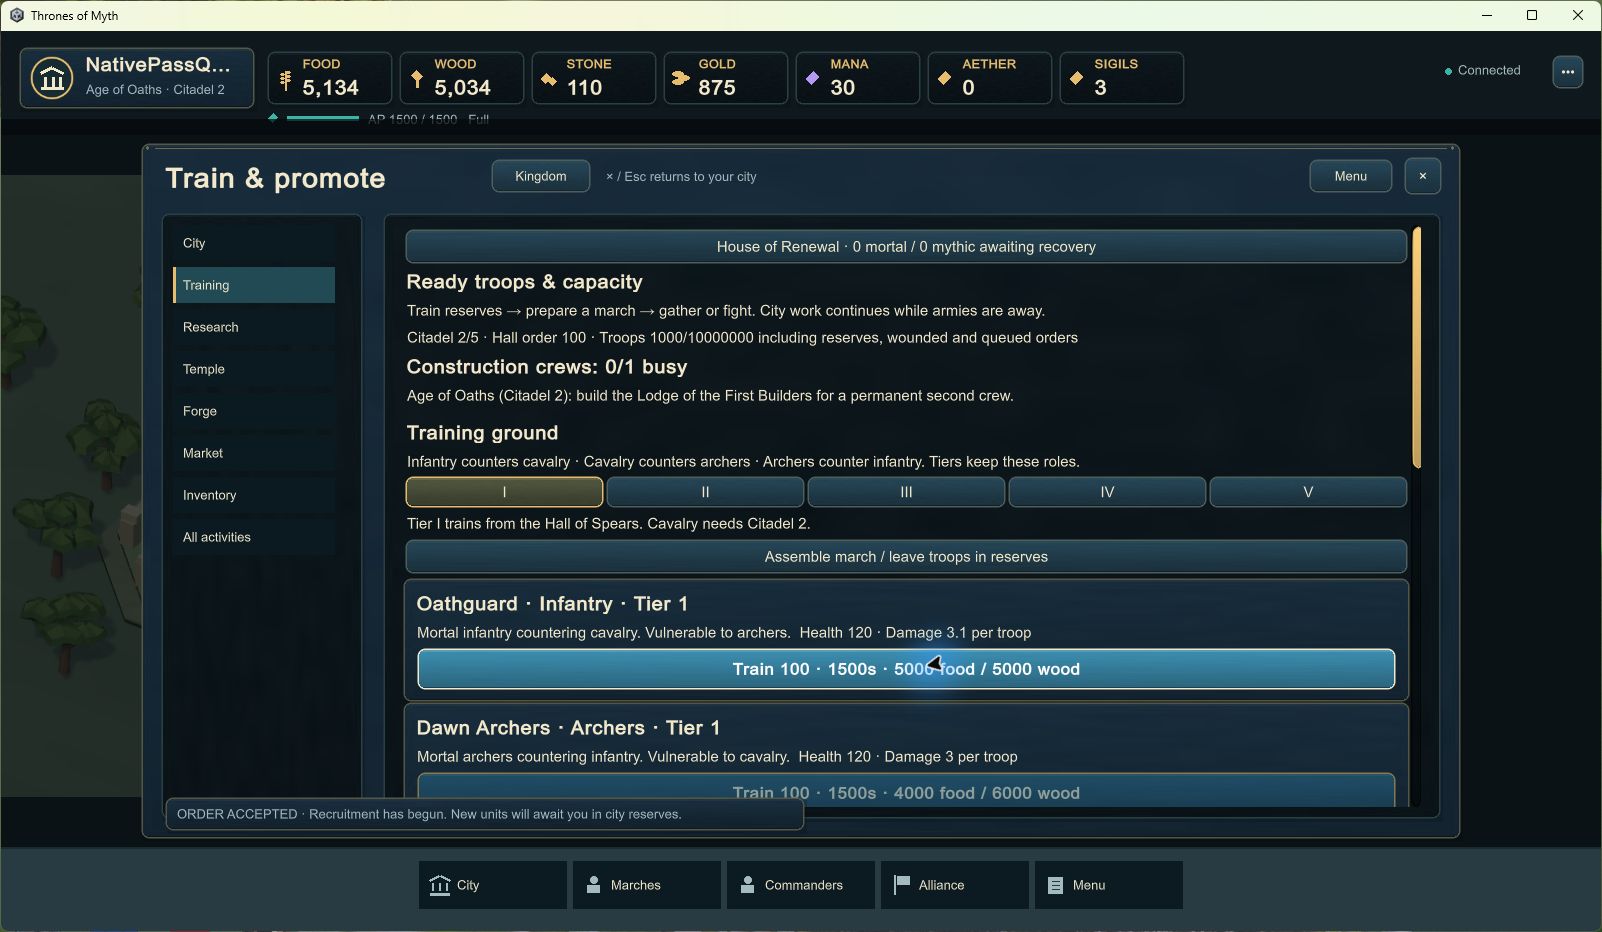 Thrones of Myth
NativePassQ...
Age of Oaths · Citadel 2
FOOD
5,134
WOOD
5,034
STONE
110
GOLD
875
MANA
30
AETHER
0
SIGILS
3
Connected
AP 1500 / 1500 Full
Train & promote
Kingdom
× / Esc returns to your city
Menu
×
City
Training
Research
Temple
Forge
Market
Inventory
All activities
House of Renewal · 0 mortal / 0 mythic awaiting recovery
Ready troops & capacity
Train reserves → prepare a march → gather or fight. City work continues while armies are away.
Citadel 2/5 · Hall order 100 · Troops 1000/10000000 including reserves, wounded and queued orders
Construction crews: 0/1 busy
Age of Oaths (Citadel 2): build the Lodge of the First Builders for a permanent second crew.
Training ground
Infantry counters cavalry · Cavalry counters archers · Archers counter infantry. Tiers keep these roles.
I
II
III
IV
V
Tier I trains from the Hall of Spears. Cavalry needs Citadel 2.
Assemble march / leave troops in reserves
Oathguard · Infantry · Tier 1
Mortal infantry countering cavalry. Vulnerable to archers. Health 120 · Damage 3.1 per troop
Train 100 · 1500s · 5000 food / 5000 wood
Dawn Archers · Archers · Tier 1
Mortal archers countering infantry. Vulnerable to cavalry. Health 120 · Damage 3 per troop
Train 100 · 1500s · 4000 food / 6000 wood
ORDER ACCEPTED · Recruitment has begun. New units will await you in city reserves.
City
Marches
Commanders
Alliance
Menu